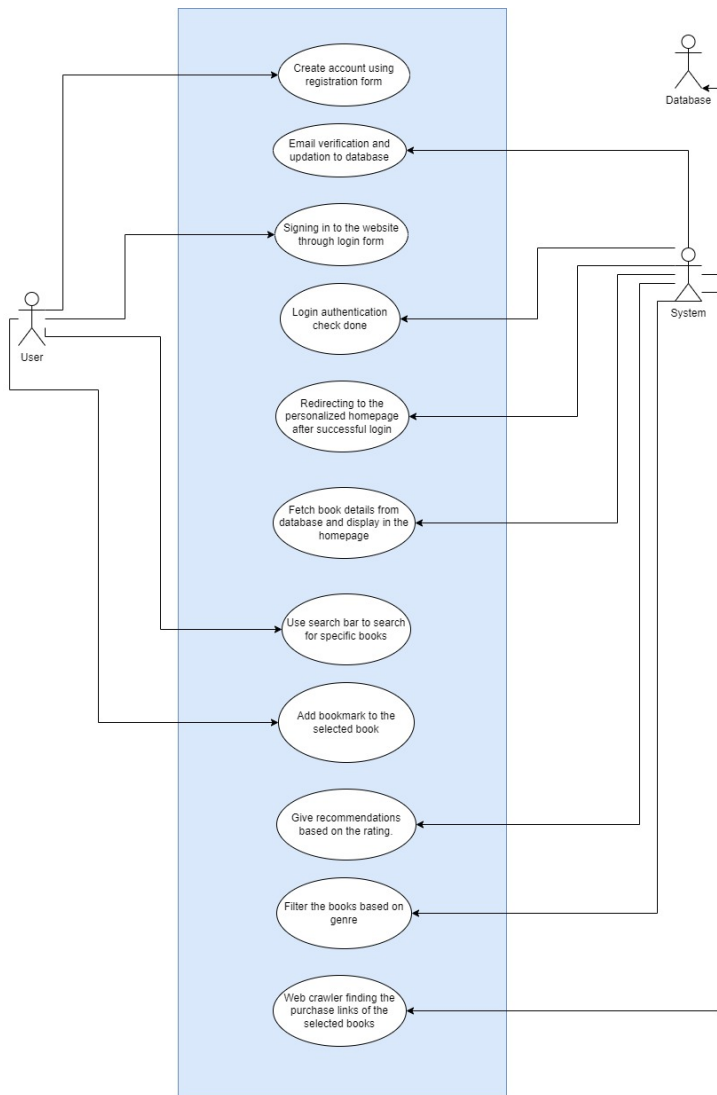 Create account using
registration form
Database
Email verification and
updation to database
Signing in to the website
through login form
Login authentication
check done
System
User
Redirecting to the
personalized homepage
after successful login
Fetch book details from
database and display in the
homepage
Use search bar to search
for specific books
Add bookmark to the
selected book
Give recommendations
based on the rating.
Filter the books based on
genre
Web crawler finding the
purchase links of the
selected books